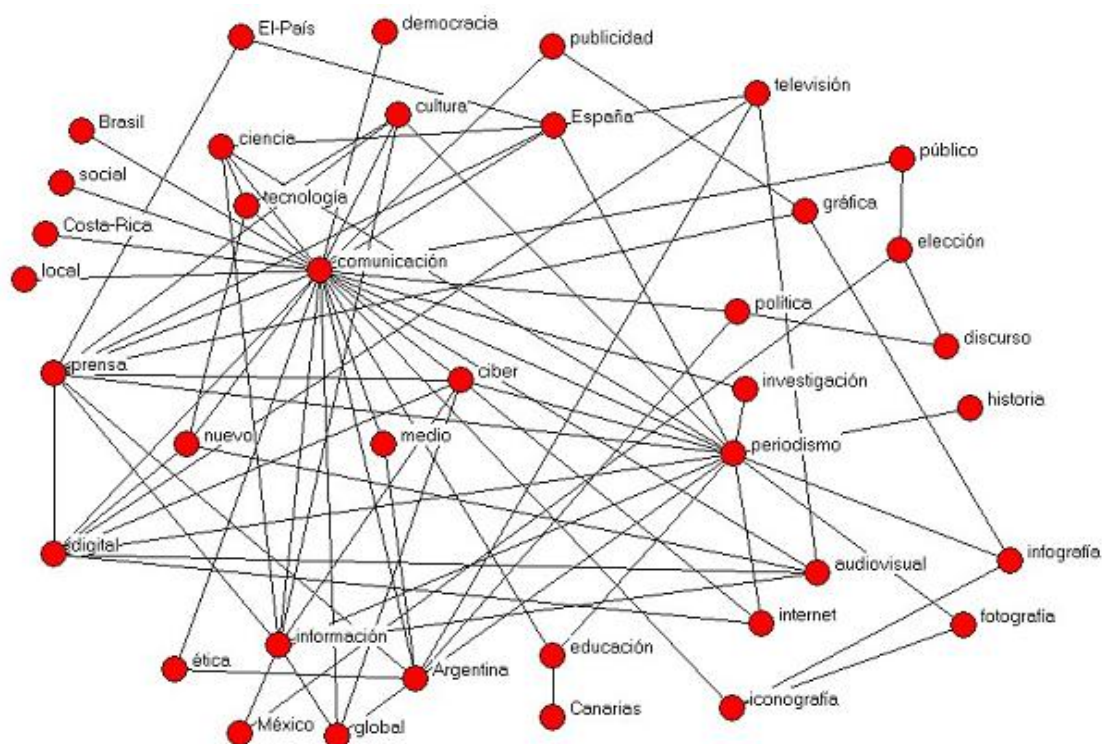 El-País
democracia
publicidad
televisión
cultura
España
Brasil
ciencia
público
social
tecnología
gráfica
Costa-Rica
elección
comunicación
local
política
discurso
prensa
ciber
investigación
historia
nuevo
medio
periodismo
digital
audiovisual
infografía
información
educación
internet
fotografía
ética
Argentina
México
global
Canarias
iconografía